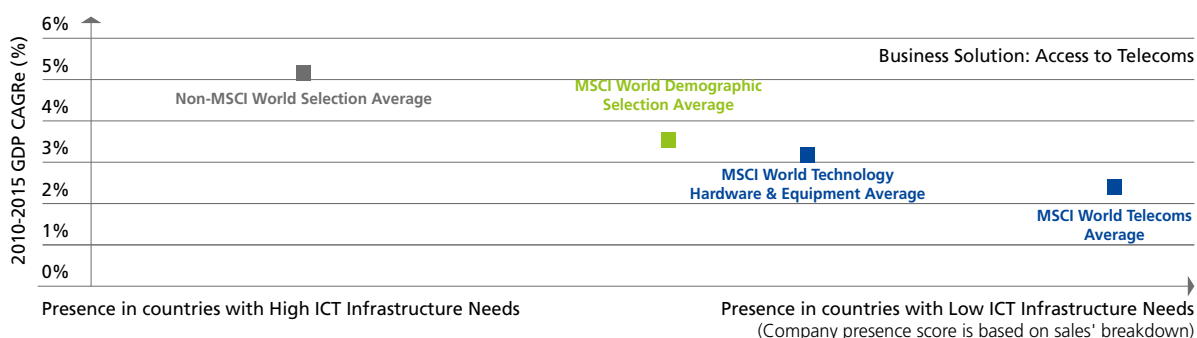 6%
5%
4%
3%
2%
1%
0%
2010-2015 GDP CAGRe (%)
Business Solution: Access to Telecoms
Non-MSCI World Selection Average
MSCI World Demographic
Selection Average
MSCI World Technology
Hardware & Equipment Average
MSCI World Telecoms
Average
Presence in countries with High ICT Infrastructure Needs
Presence in countries with Low ICT Infrastructure Needs
(Company presence score is based on sales' breakdown)